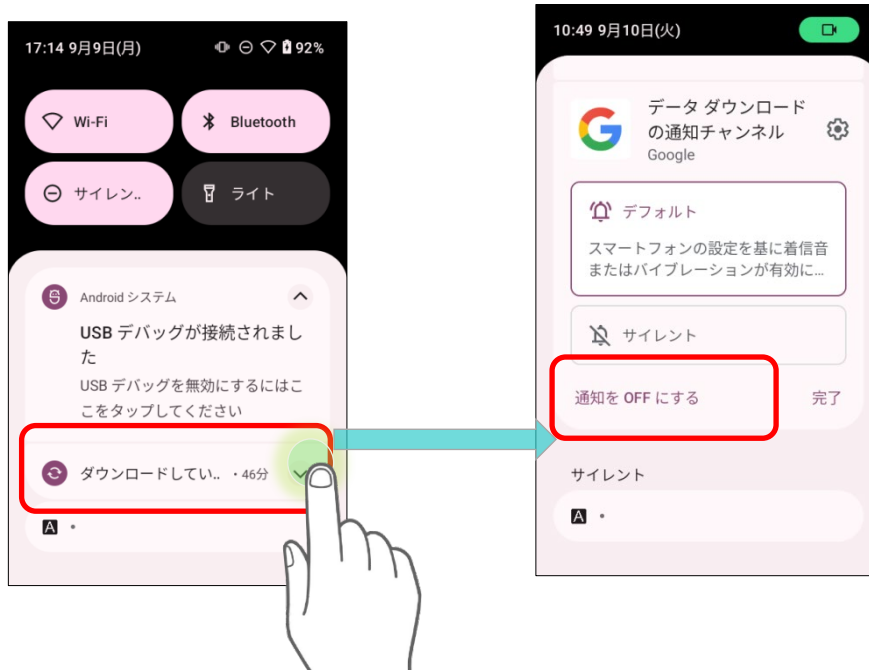 17:14 9月9日(月)
92%
Wi-Fi
Bluetooth
サイレン..
ライト
Android システム
USB デバッグが接続されまし
た
USB デバッグを無効にするにはこ
こをタップしてください
ダウンロードしてい.. ・46分
A •
10:49 9月10日(火)
データ ダウンロード
の通知チャンネル
Google
デフォルト
スマートフォンの設定を基に着信音
またはバイブレーションが有効に...
サイレント
通知を OFF にする
完了
サイレント
A •